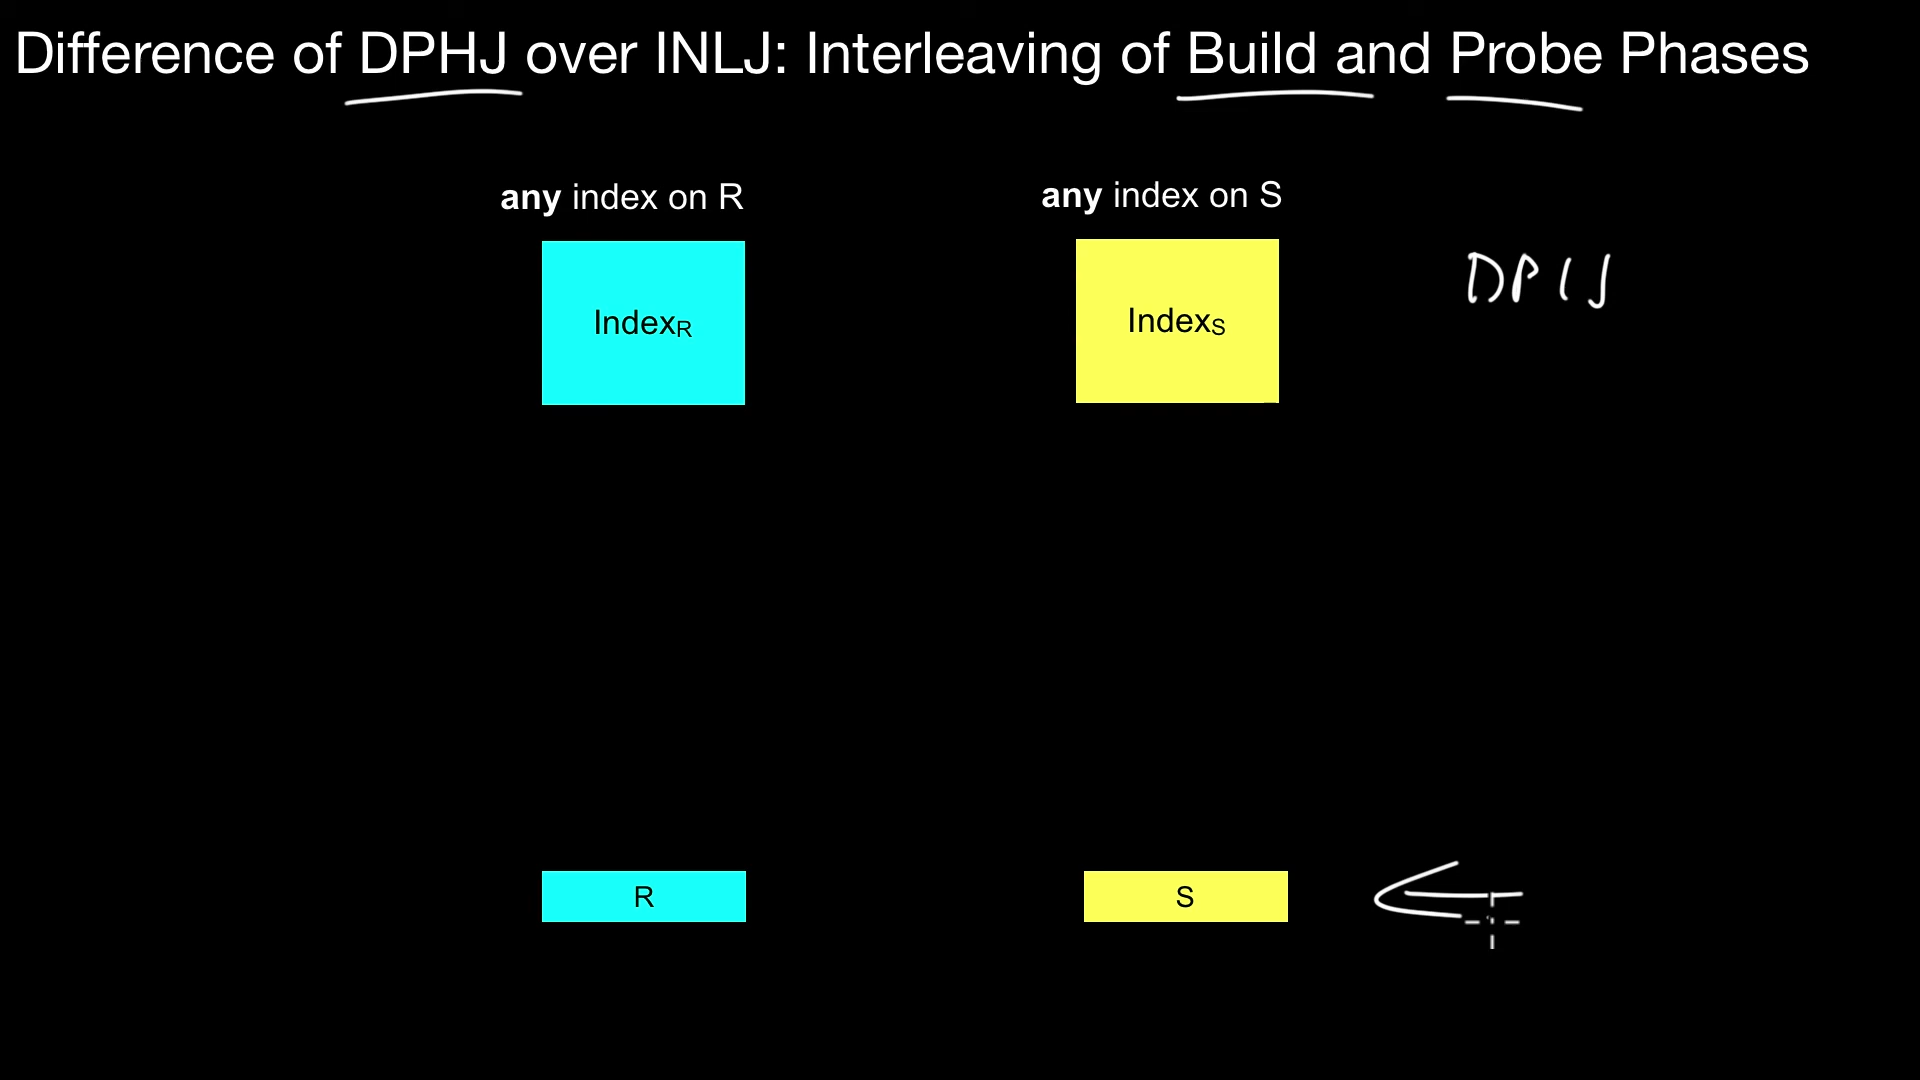 Difference of DPHJ over INLJ: Interleaving of Build and Probe Phases
any index on R
any index on S
IndexR
IndexS
DPIJ
R
S